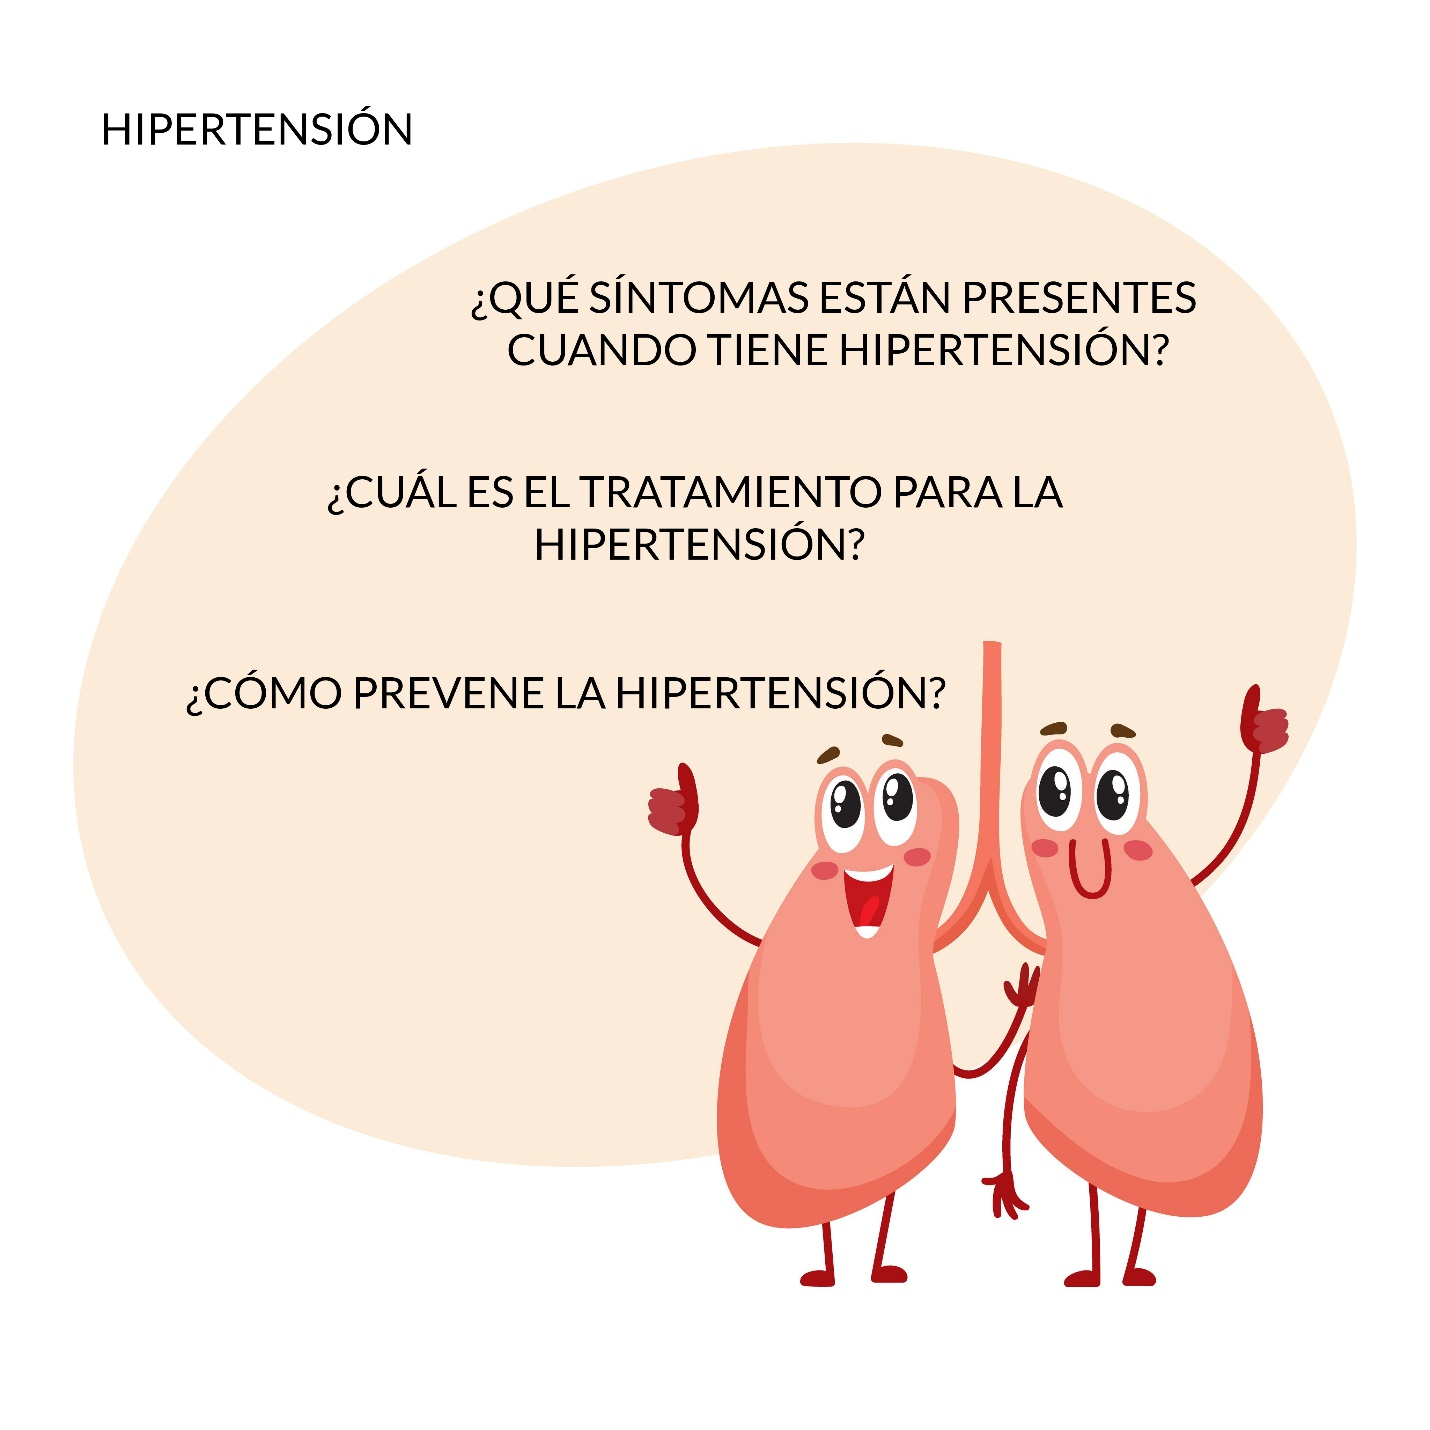 HIPERTENSIÓN
¿QUÉ SÍNTOMAS ESTÁN PRESENTES
CUANDO TIENE HIPERTENSIÓN?
¿CUÁL ES EL TRATAMIENTO PARA LA
HIPERTENSIÓN?
¿CÓMO PREVENE LA HIPERTENSIÓN?